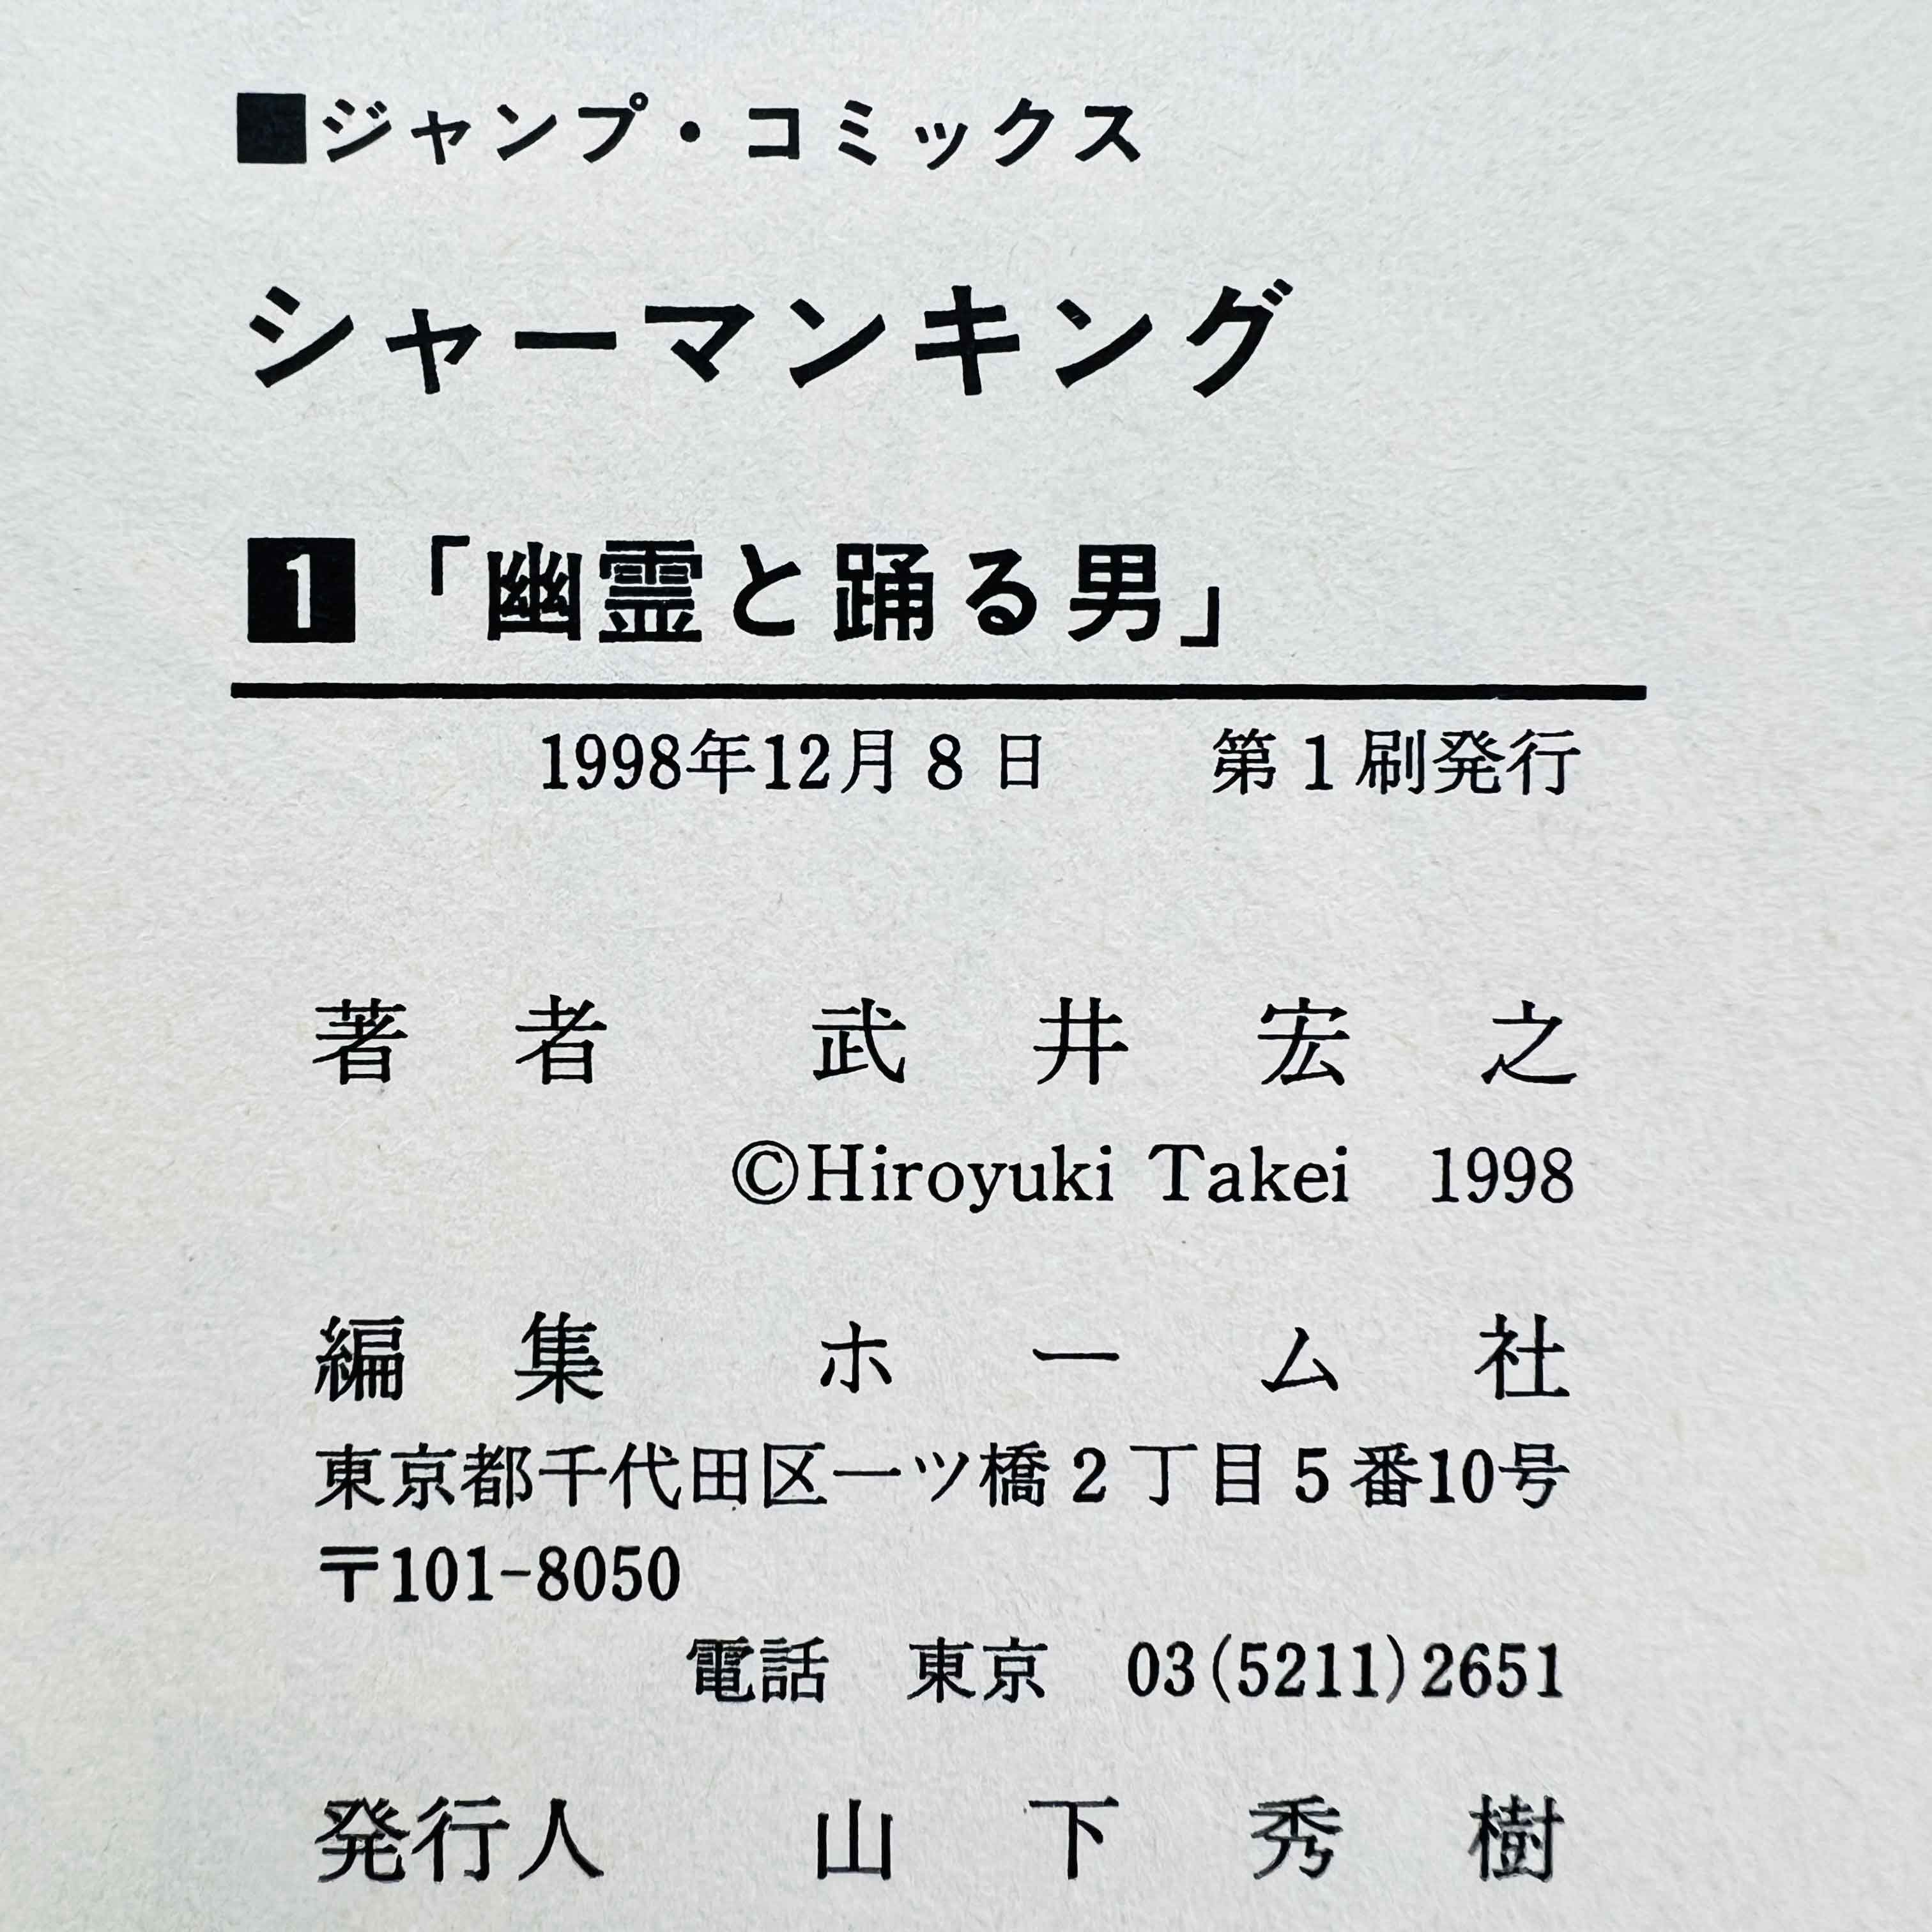 ■ジャンプ・コミックス
シャーマンキング
1「幽霊と踊る男」
1998年12月8日　第1刷発行
著者　武井宏之
©Hiroyuki Takei 1998
編集　ホーム社
東京都千代田区一ツ橋2丁目5番10号
〒101-8050
電話　東京　03(5211)2651
発行人　山下秀樹